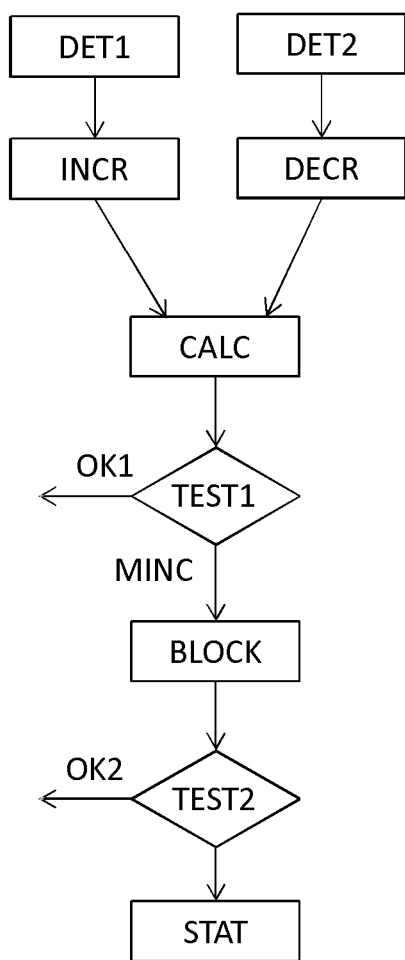 DET1
DET2
INCR
DECR
CALC
OK1
TEST1
MINC
BLOCK
OK2
TEST2
STAT